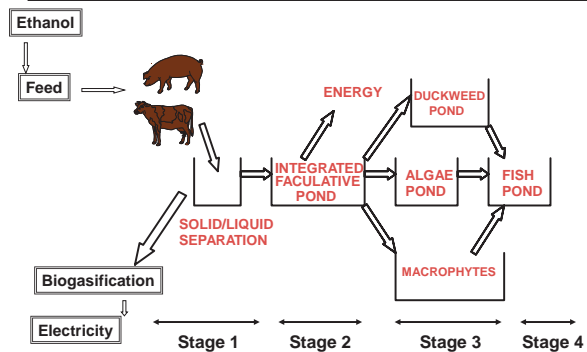 Ethanol
Feed
ENERGY
DUCKWEED
POND
INTEGRATED
FACULATIVE
POND
ALGAE
POND
FISH
POND
SOLID/LIQUID
SEPARATION
MACROPHYTES
Biogasification
Electricity
Stage 1
Stage 2
Stage 3
Stage 4